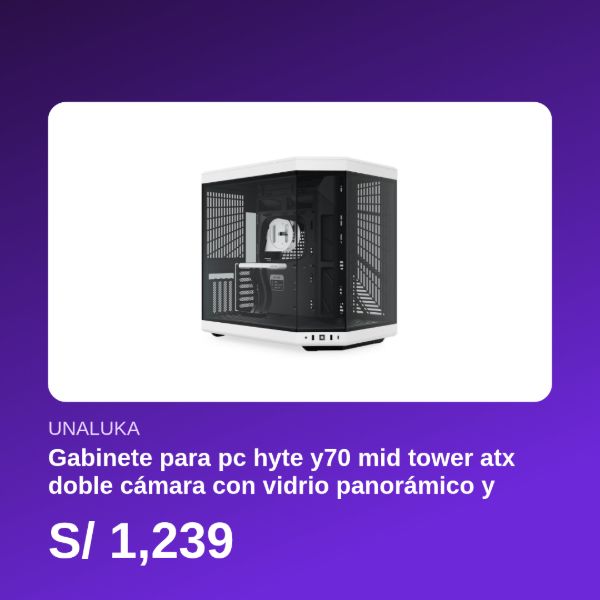 UNALUKA
Gabinete para pc hyte y70 mid tower atx
doble cámara con vidrio panorámico y
S/ 1,239